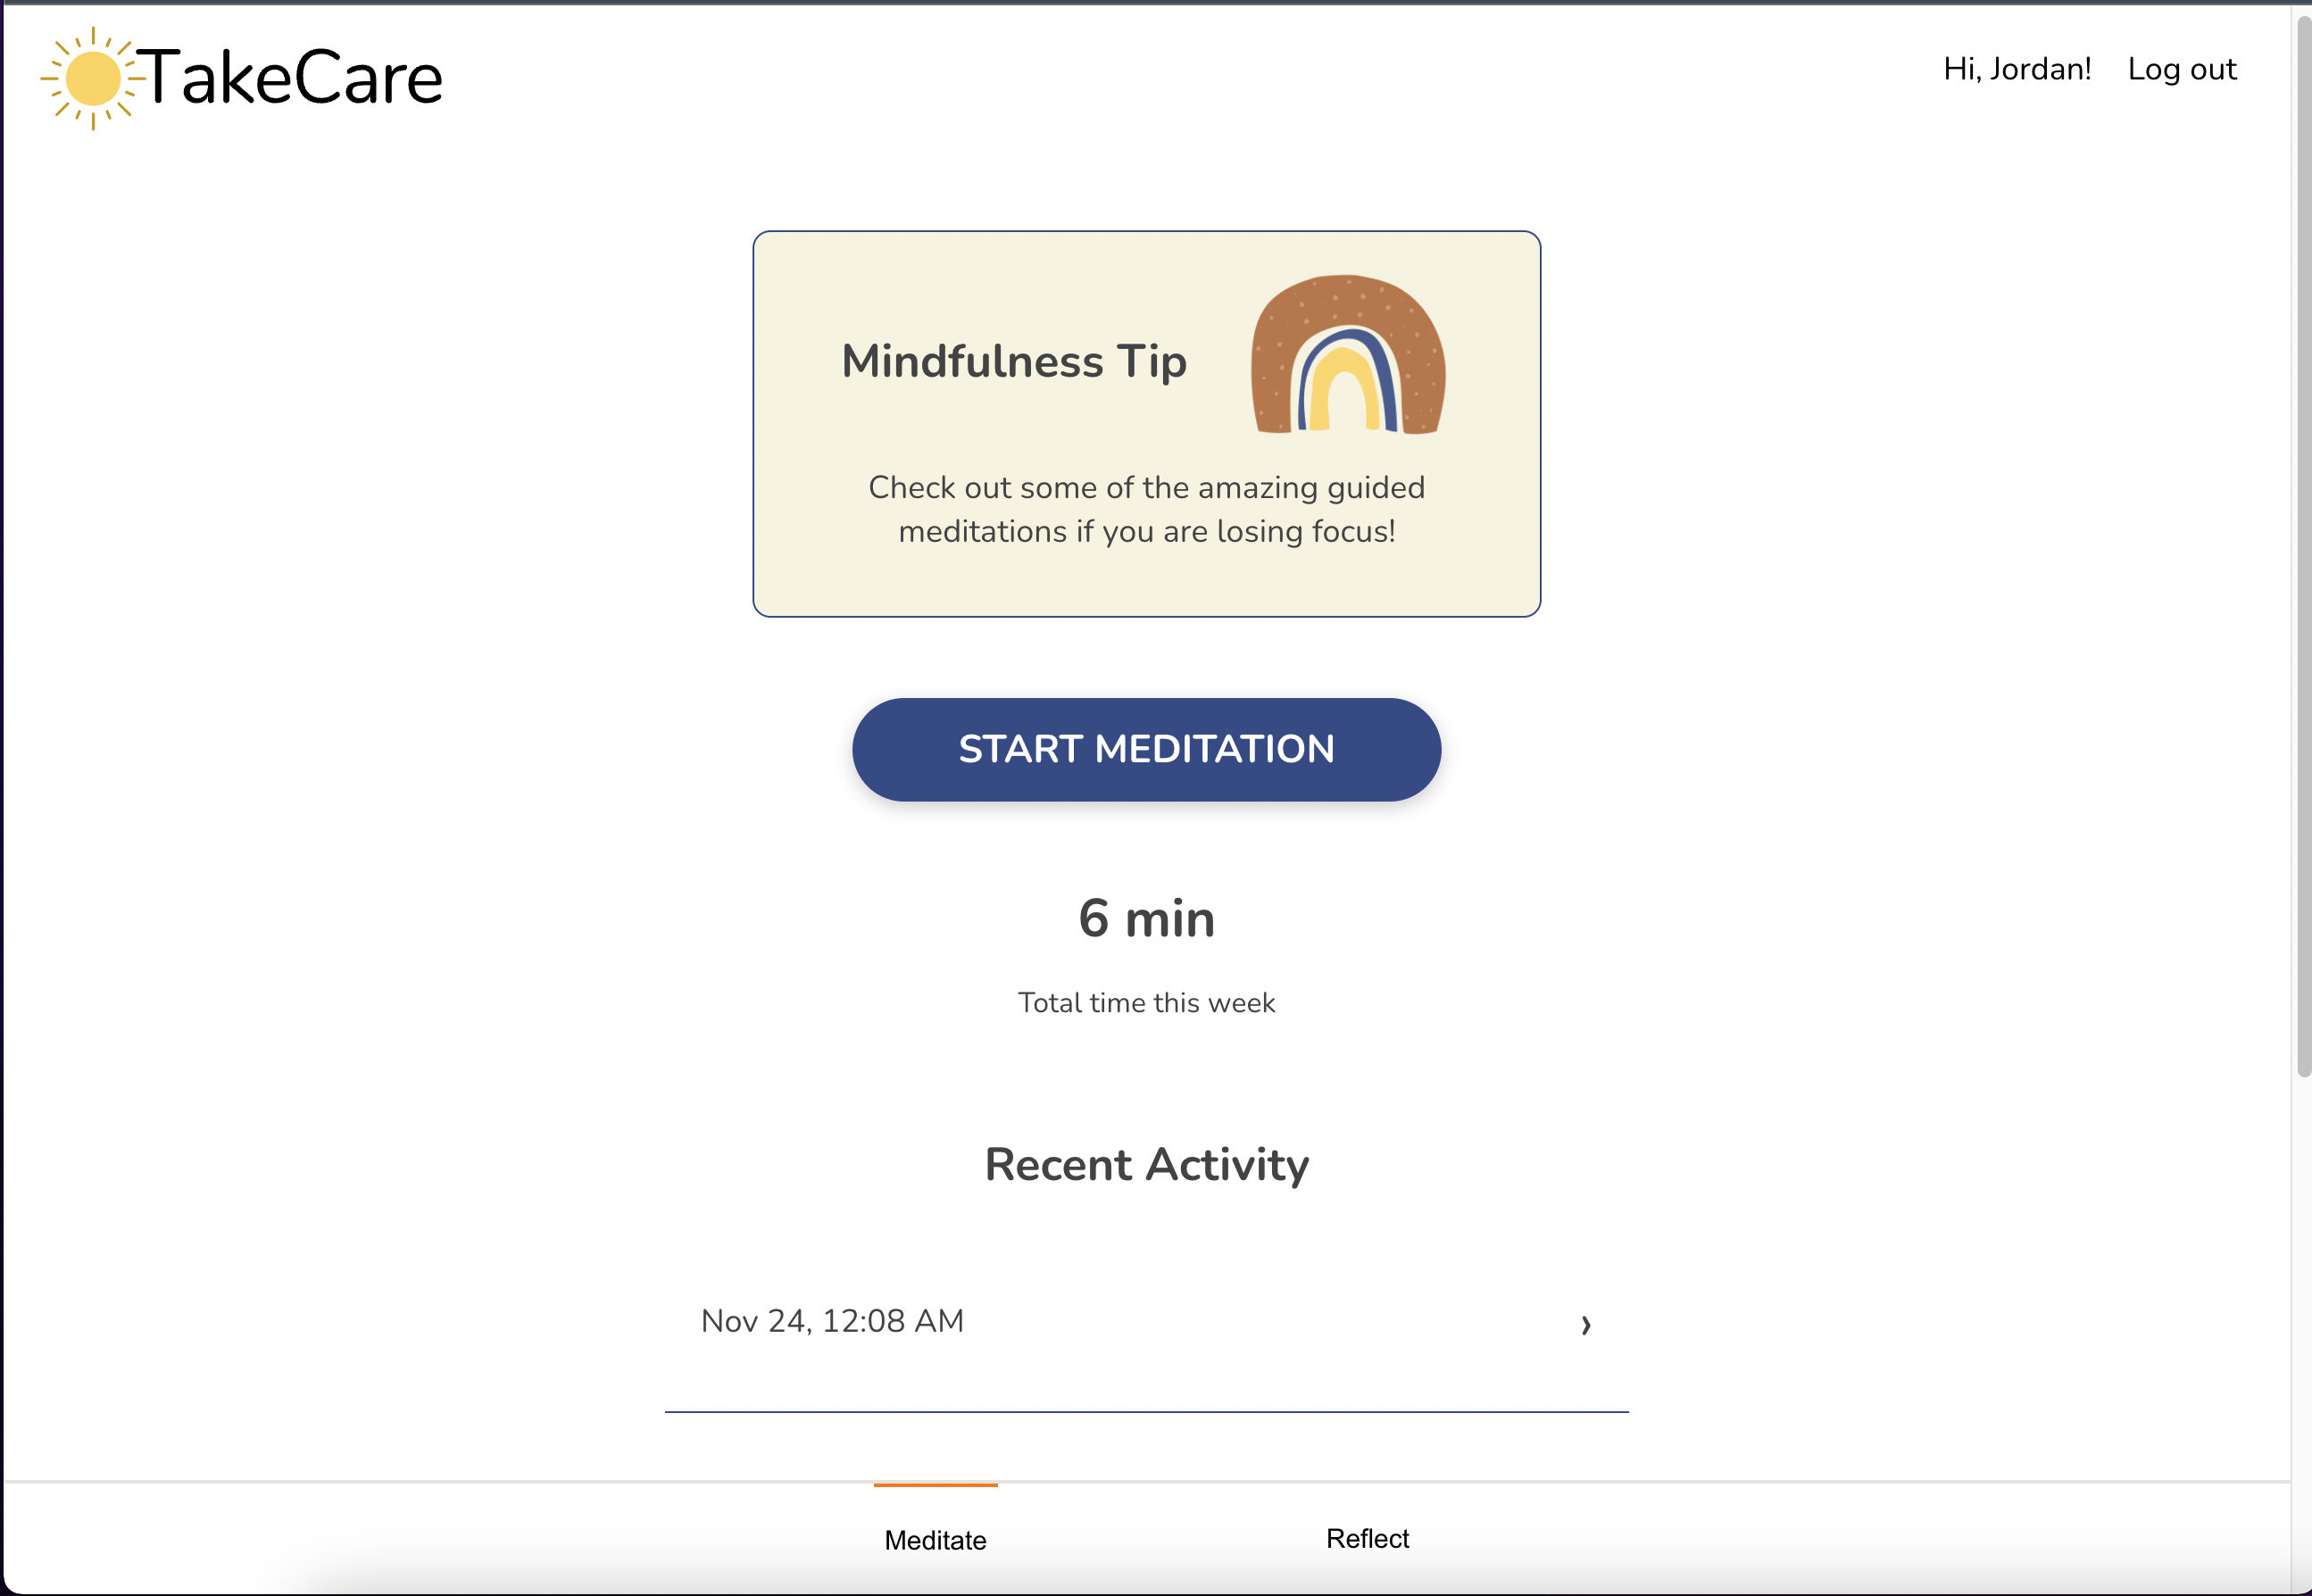 TakeCare
Hi, Jordan! Log out
Mindfulness Tip
Check out some of the amazing guided
meditations if you are losing focus!
START MEDITATION
6 min
Total time this week
Recent Activity
Nov 24, 12:08 AM ›
Meditate
Reflect